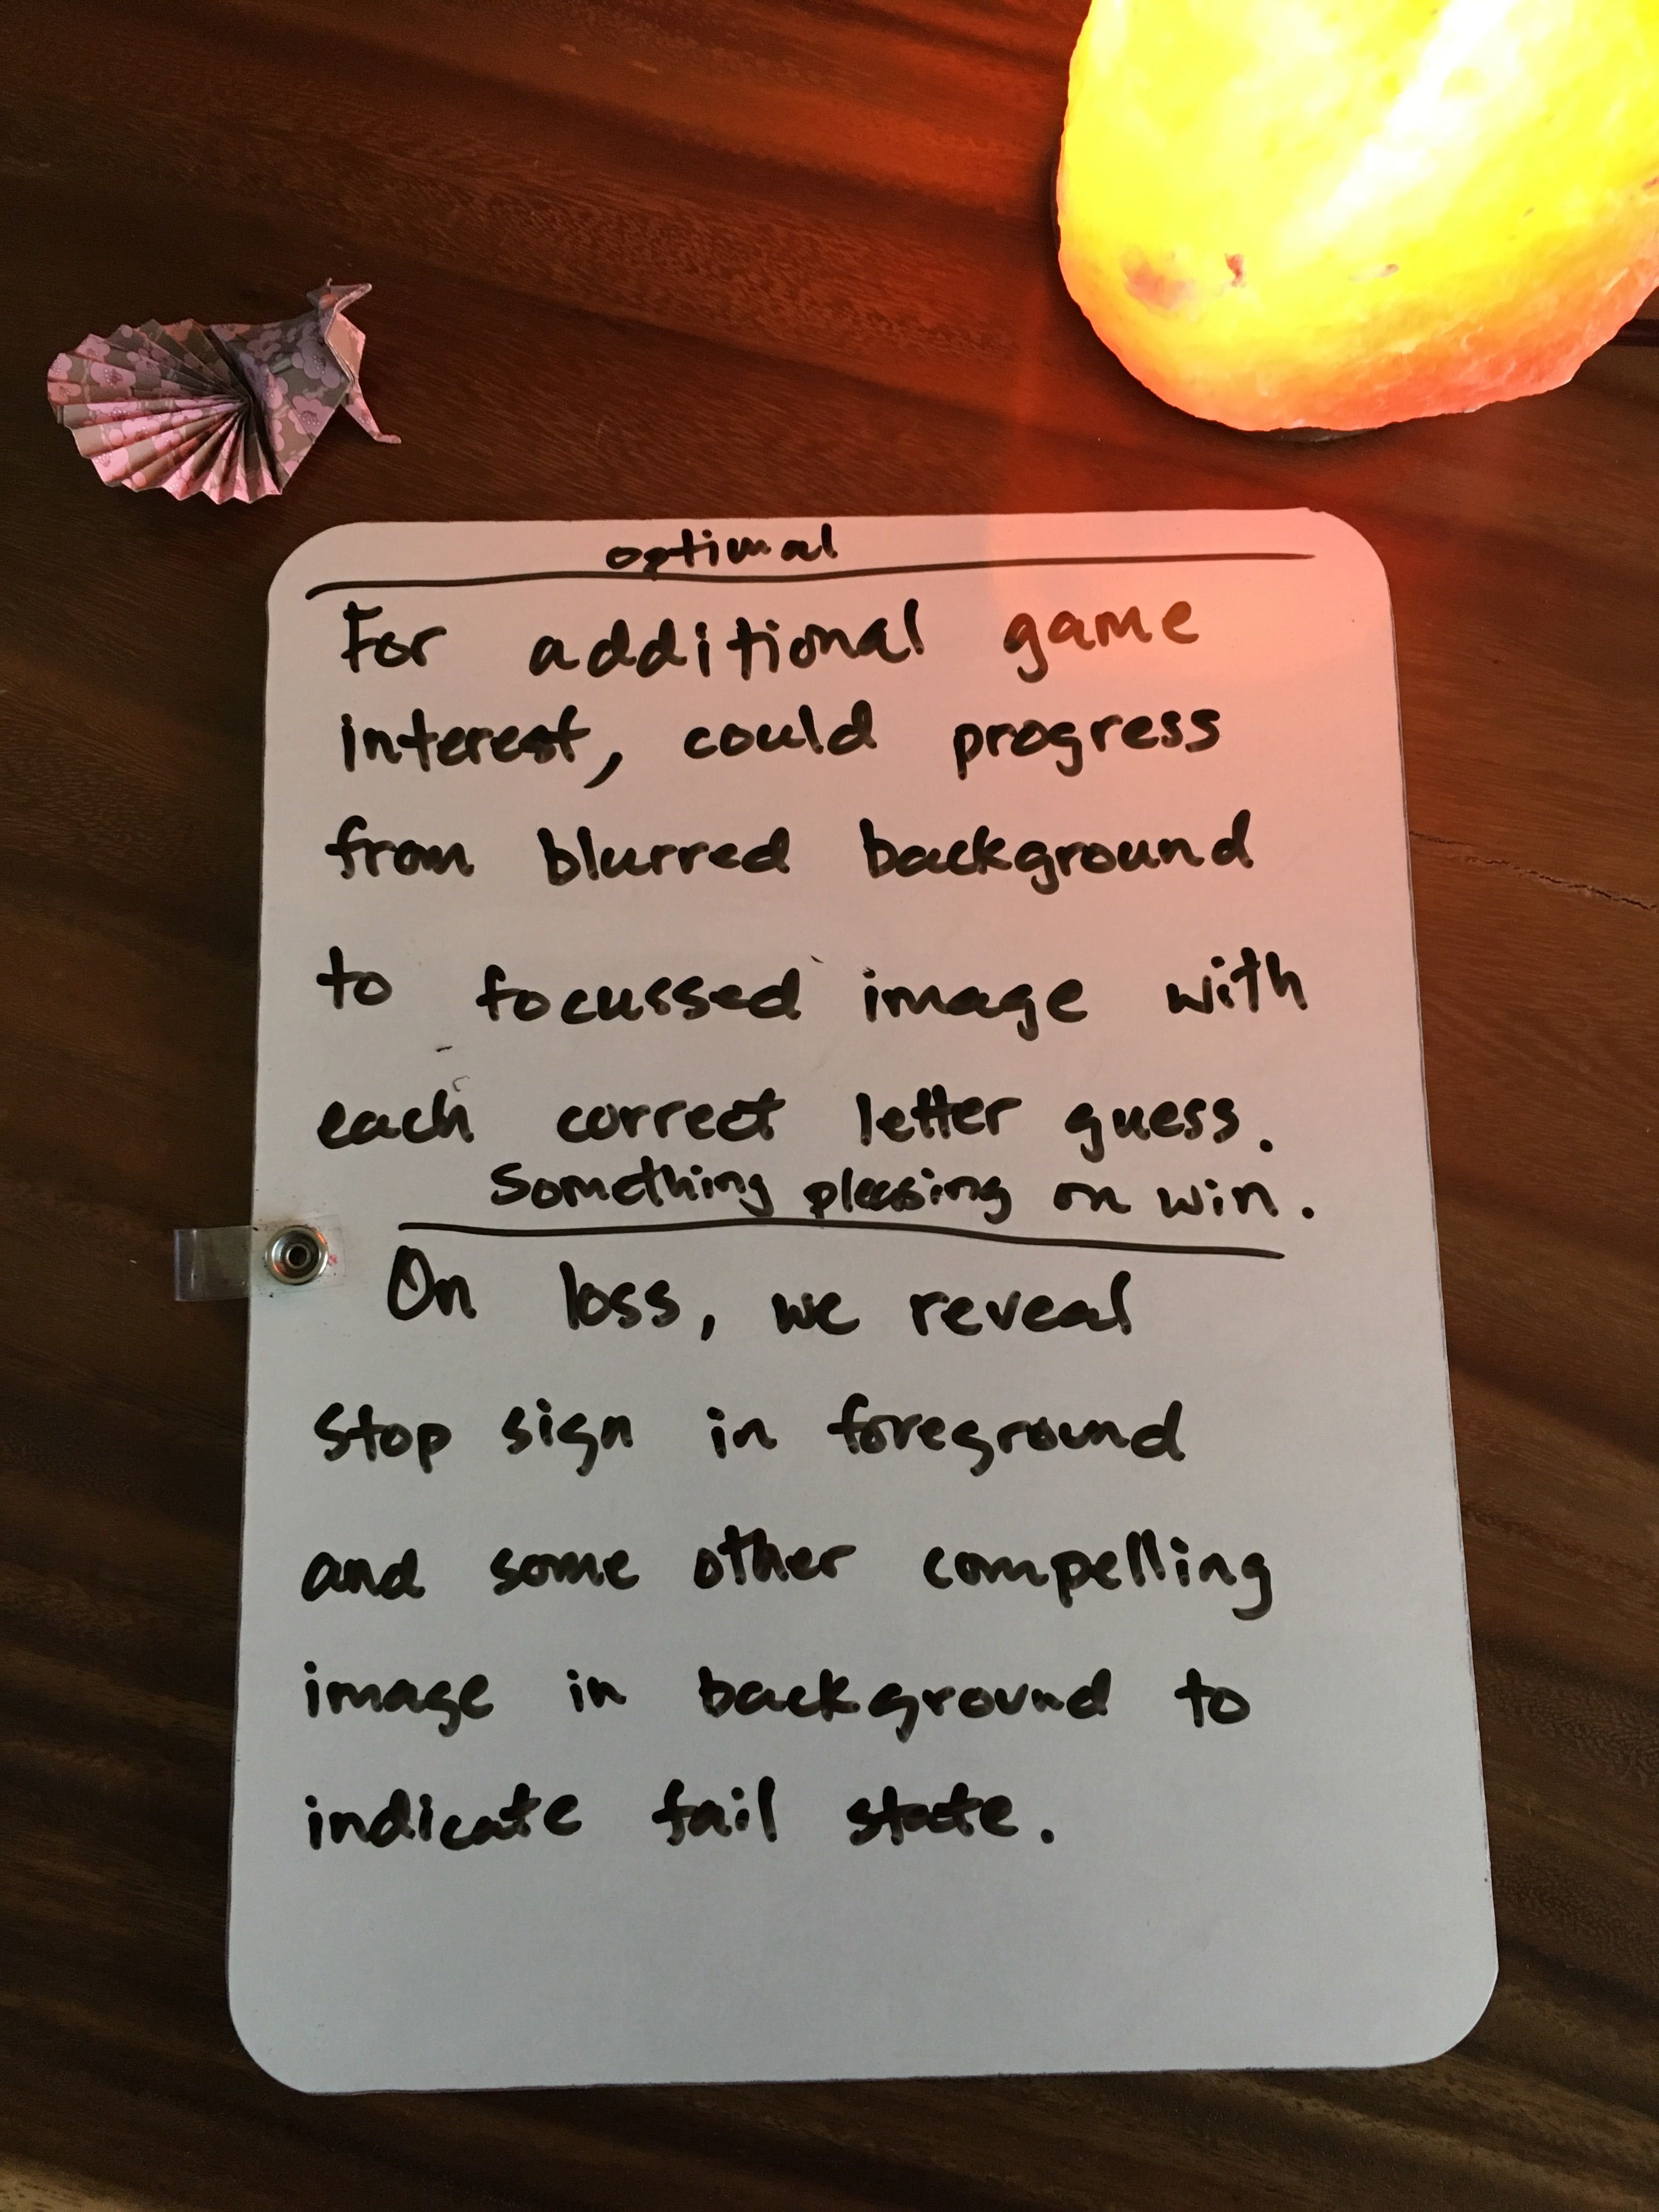 optimal
For additional game
interest, could progress
from blurred background
to focussed image with
each correct letter guess.
Something pleasing on win.
On loss, we reveal
stop sign in foreground
and some other compelling
image in background to
indicate fail state.